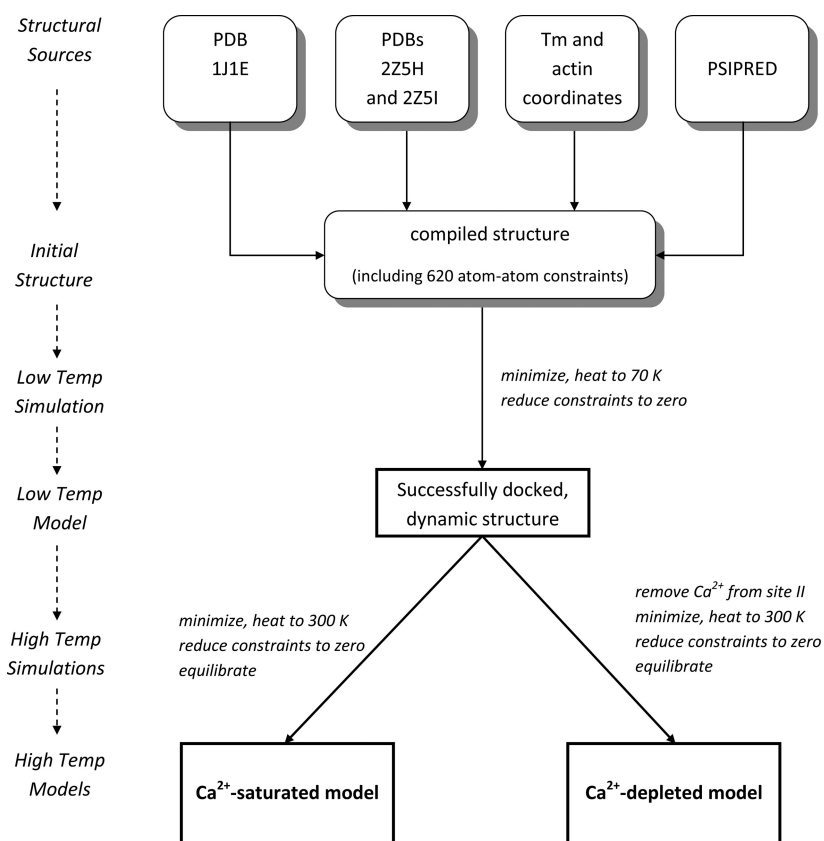 Structural
Sources
PDB
1J1E
PDBs
2Z5H
and 2Z5I
Tm and
actin
coordinates
PSIPRED
Initial
Structure
compiled structure
(including 620 atom-atom constraints)
Low Temp
Simulation
minimize, heat to 70 K
reduce constraints to zero
Low Temp
Model
Successfully docked,
dynamic structure
High Temp
Simulations
minimize, heat to 300 K
reduce constraints to zero
equilibrate
remove Ca²⁺ from site II
minimize, heat to 300 K
reduce constraints to zero
equilibrate
High Temp
Models
Ca²⁺-saturated model
Ca²⁺-depleted model